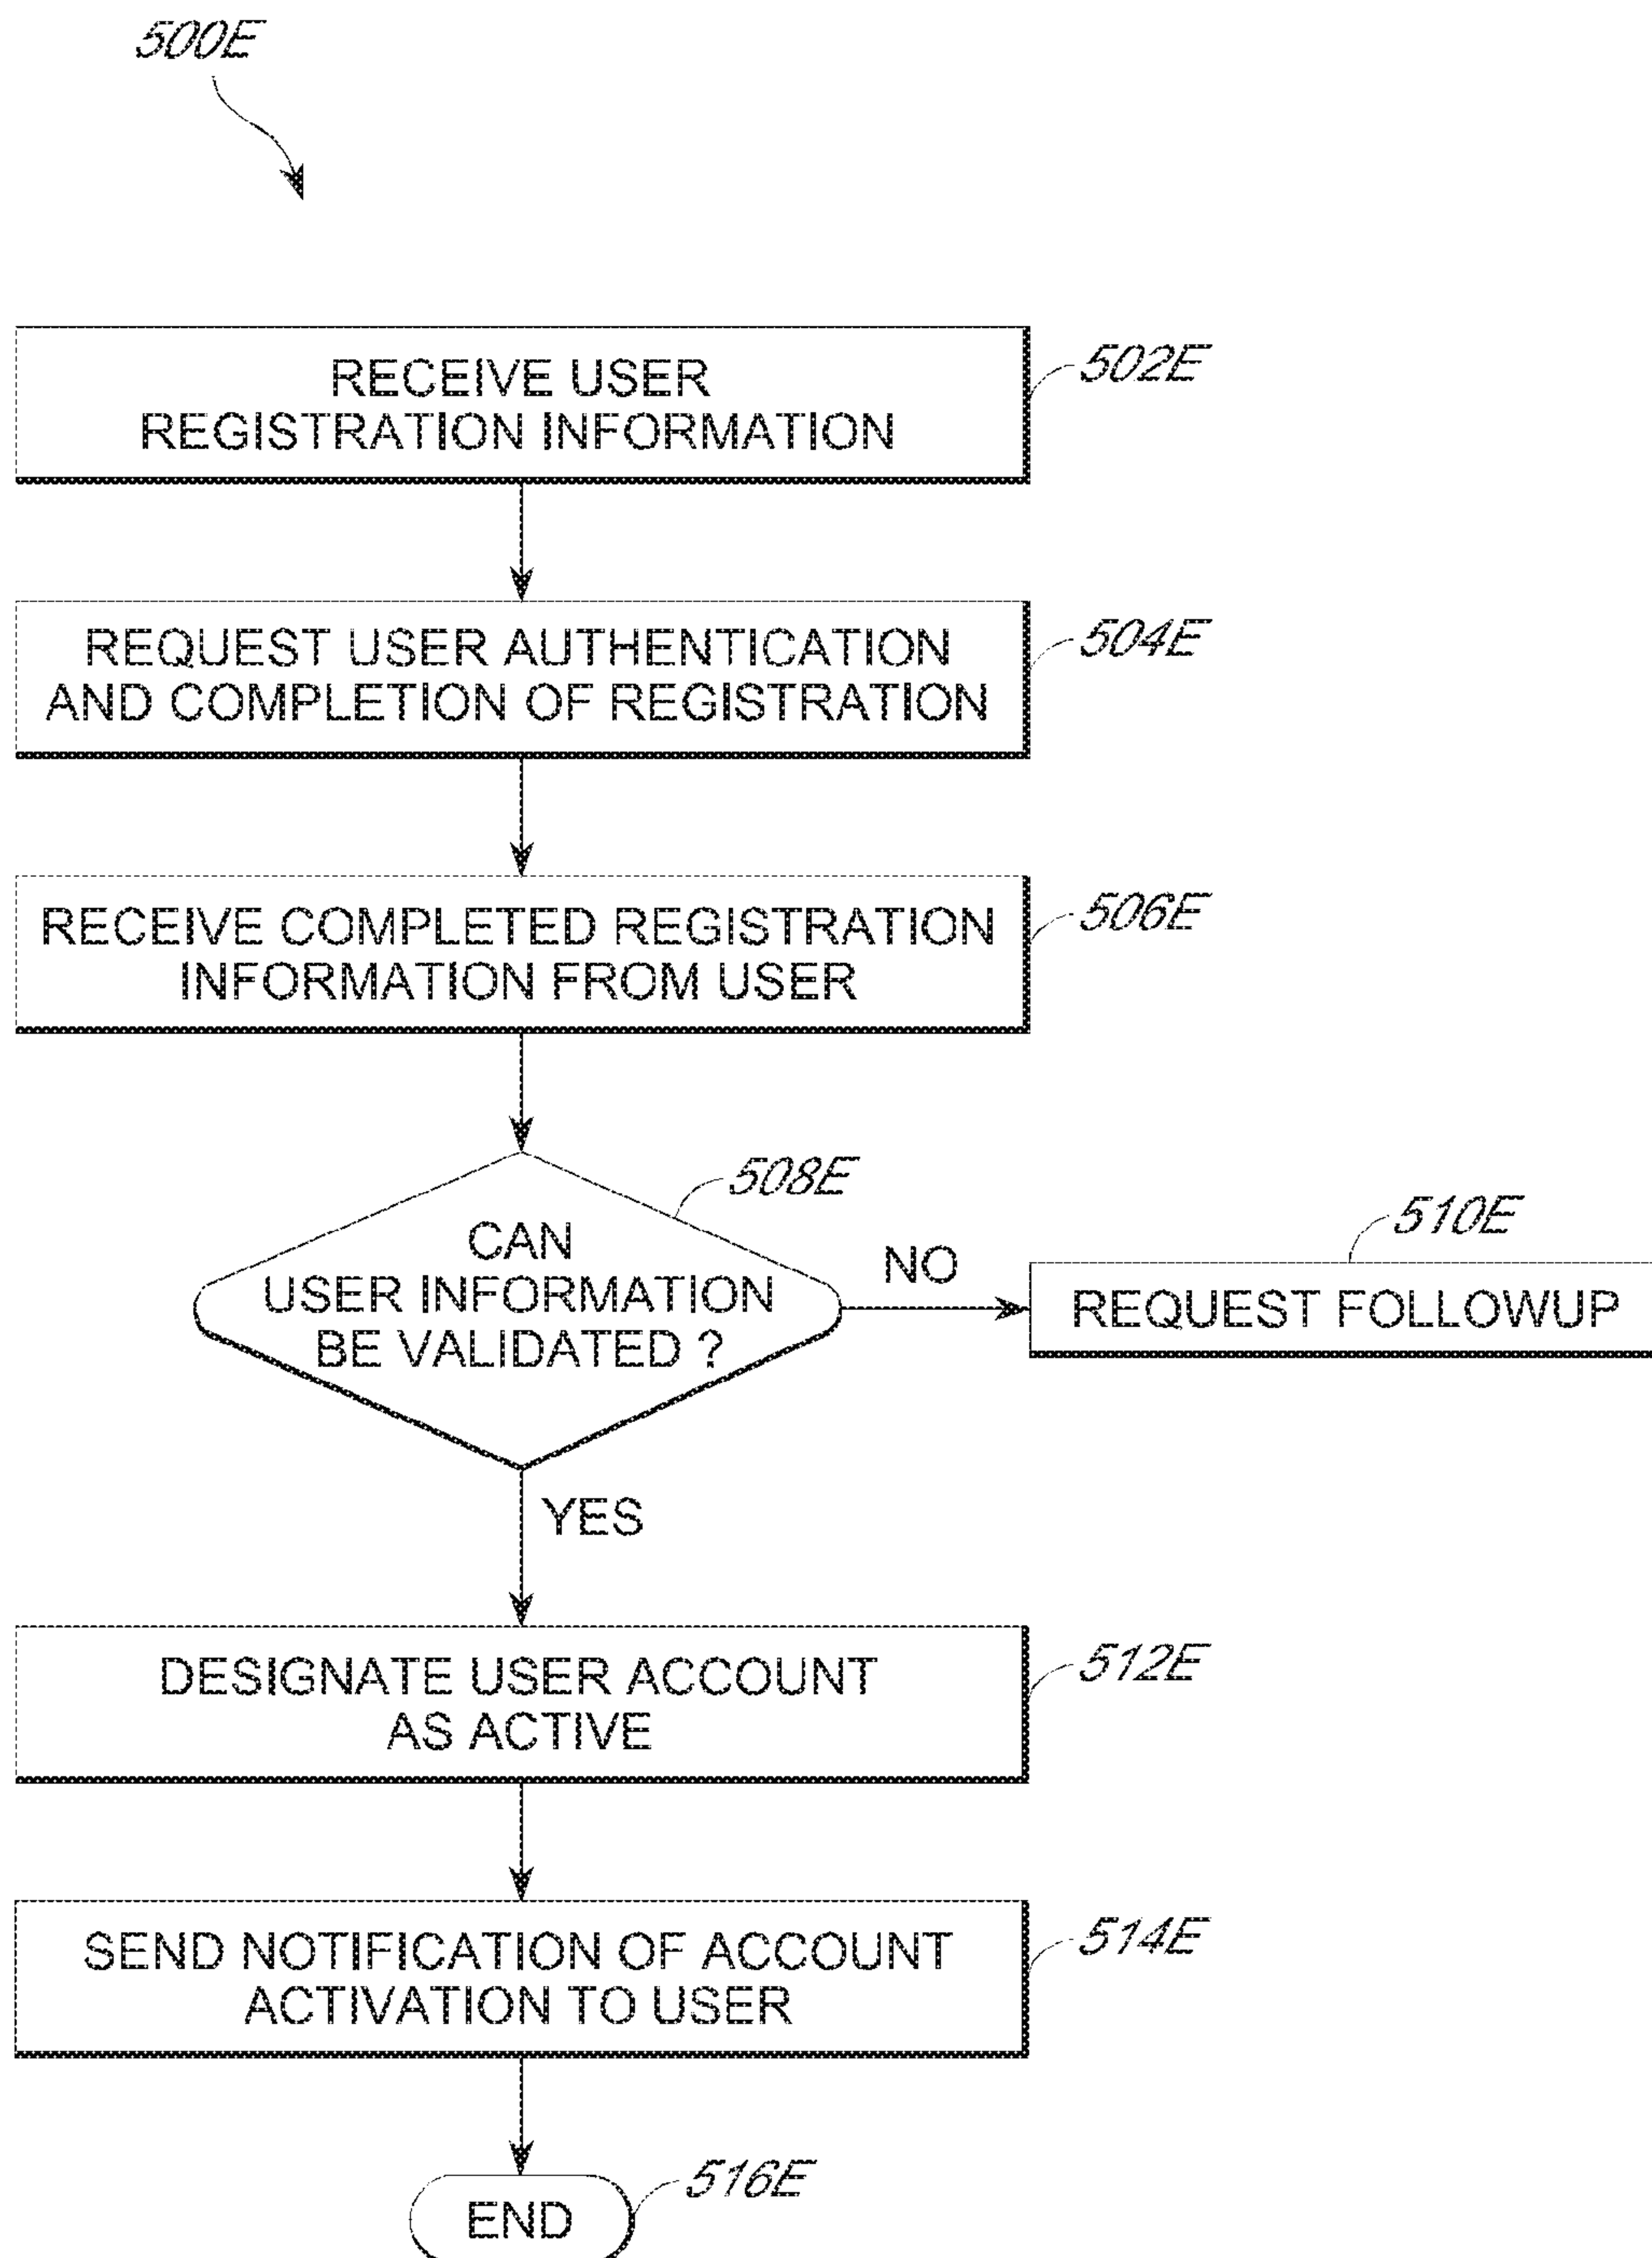 500E
RECEIVE USER
REGISTRATION INFORMATION
502E
REQUEST USER AUTHENTICATION
AND COMPLETION OF REGISTRATION
504E
RECEIVE COMPLETED REGISTRATION
INFORMATION FROM USER
506E
CAN
USER INFORMATION
BE VALIDATED ?
508E
NO
REQUEST FOLLOWUP
510E
YES
DESIGNATE USER ACCOUNT
AS ACTIVE
512E
SEND NOTIFICATION OF ACCOUNT
ACTIVATION TO USER
514E
END
516E